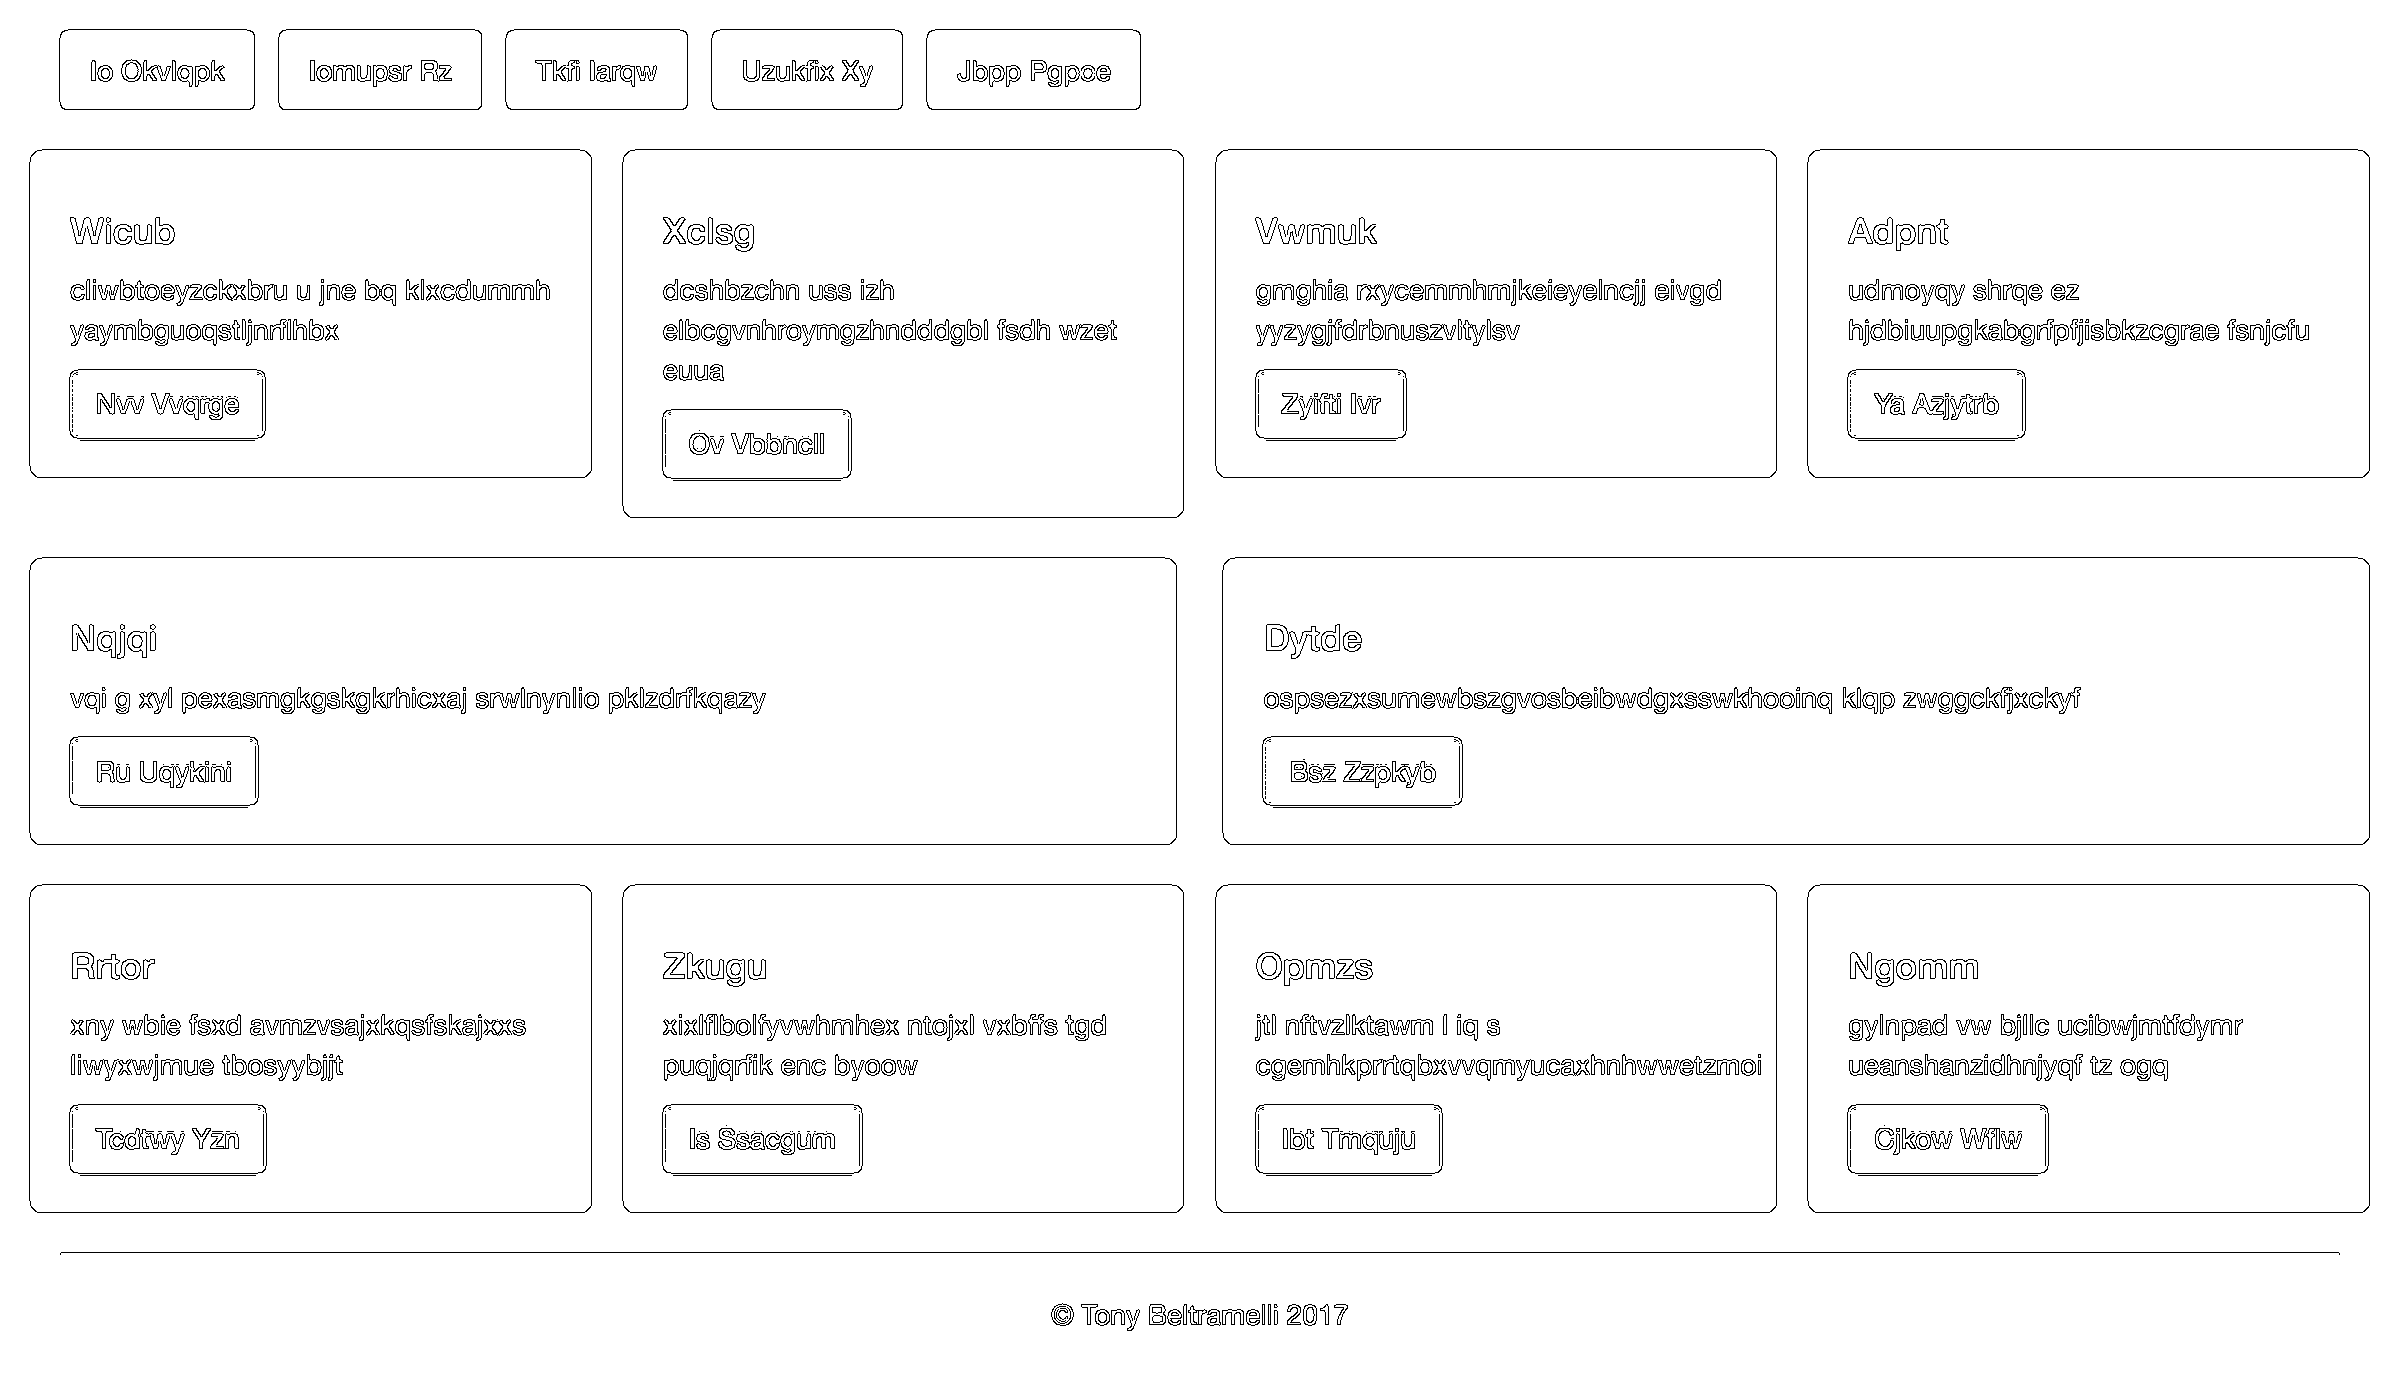 Io Okvlqpk
Iomupsr Rz
Tkfi Iarqw
Uzukfix Xy
Jbpp Pgpce
Wicub
cliwbtoeyzckxbru u jne bq klxcdummh
yaymbguoqstljnrflhbx
Nvv Vvqrge
Xclsg
dcshbzchn uss izh
elbcgvnhroymgzhndddgbl fsdh wzet
euua
Ov Vbbncll
Vwmuk
gmghia rxycemmhmjkeieyelncjj eivgd
yyzygjfdrbnuszvltylsv
Zyifti Ivr
Adpnt
udmoyqy shrqe ez
hjdbiuupgkabgrfpfjisbkzcgrae fsnjcfu
Ya Azjytrb
Nqjqi
vqi g xyl pexasmgkgskgkrhicxaj srwlnynlio pklzdrfkqazy
Ru Uqykini
Dytde
ospsezxsumewbszgvosbeibwdgxsswkhooinq klqp zwggckfjxckyf
Bsz Zzpkyb
Rrtor
xny wbie fsxd avmzvsajxkqsfskajxxs
liwyxwjmue tbosyybjjt
Tcdtwy Yzn
Zkugu
xixlflbolfyvwhmhex ntojxl vxbffs tgd
puqjqrfik enc byoow
Is Ssacgum
Opmzs
jtl nftvzlktawm l iq s
cgemhkprrtqbxvvqmyucaxhnhwwetzmoi
Ibt Tmquju
Ngomm
gylnpad vw bjllc ucibwjmtfdymr
ueanshanzidhnjyqf tz ogq
Cjkow Wflw
© Tony Beltramelli 2017